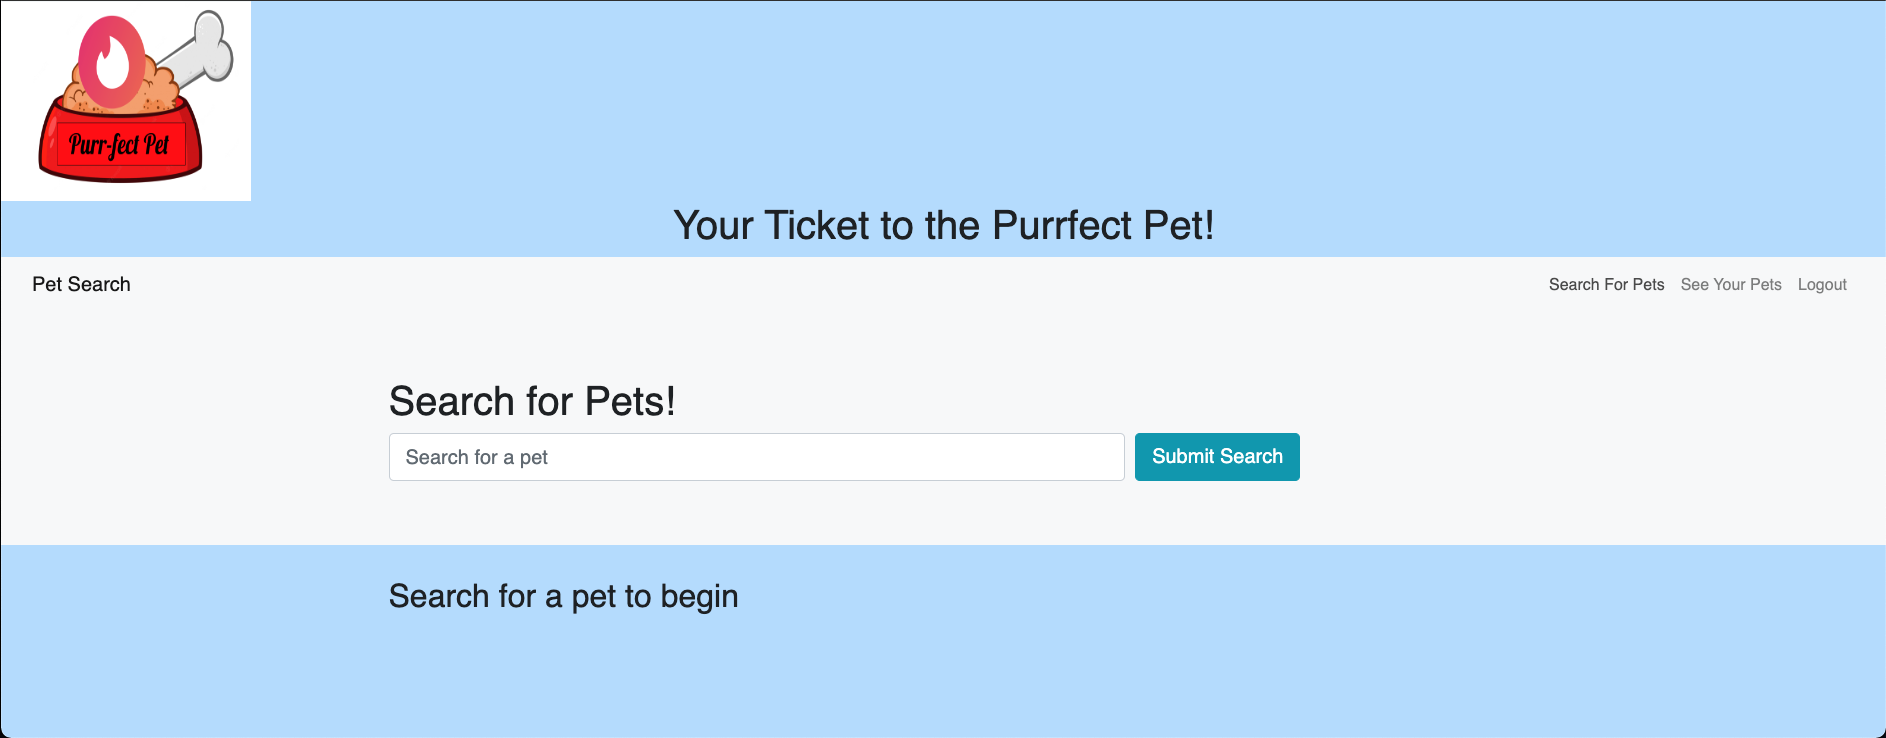 Purr-fect Pet
Your Ticket to the Purrfect Pet!
Pet Search
Search For Pets
See Your Pets
Logout
Search for Pets!
Search for a pet
Submit Search
Search for a pet to begin